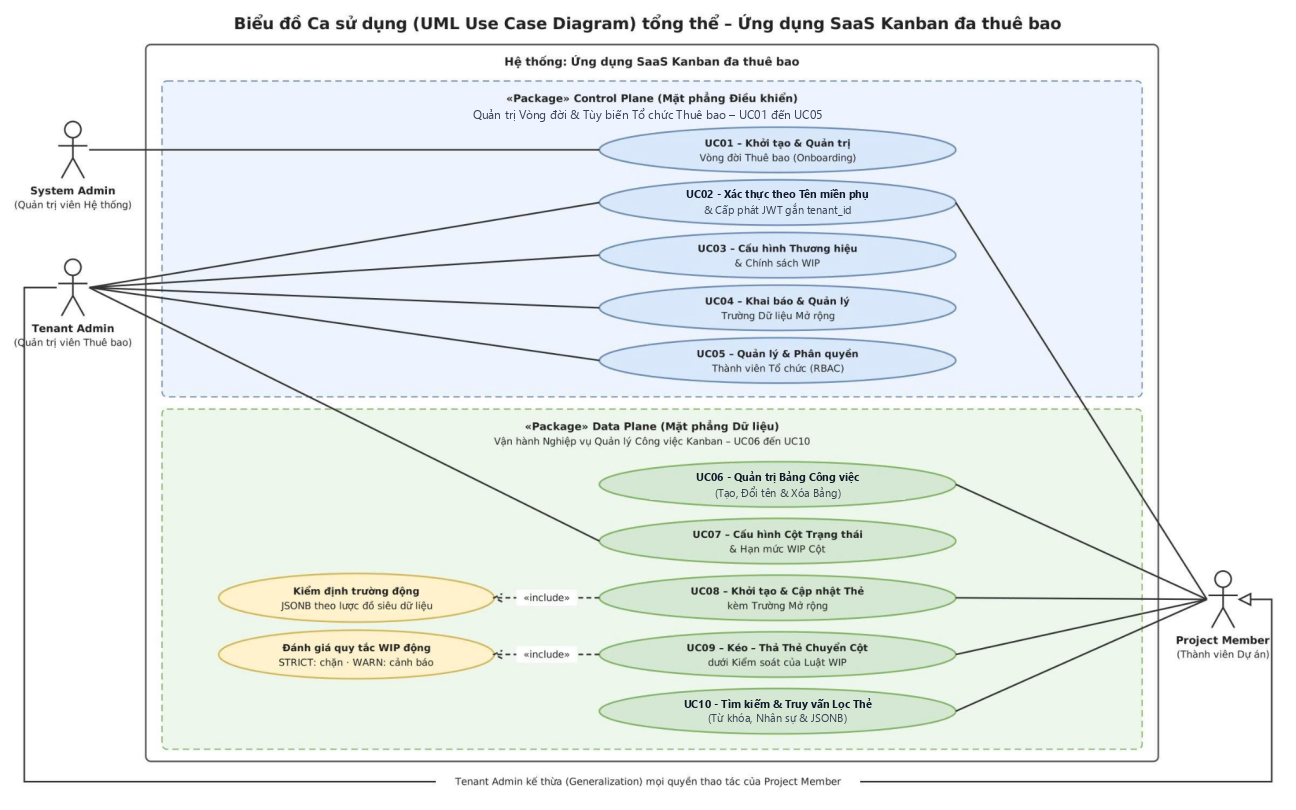 Biểu đồ Ca sử dụng (UML Use Case Diagram) tổng thể – Ứng dụng SaaS Kanban đa thuê bao
Hệ thống: Ứng dụng SaaS Kanban đa thuê bao
«Package» Control Plane (Mặt phẳng Điều khiển)
Quản trị Vòng đời & Tùy biến Tổ chức Thuê bao – UC01 đến UC05
UC01 – Khởi tạo & Quản trị
Vòng đời Thuê bao (Onboarding)
System Admin
(Quản trị viên Hệ thống)
UC02 - Xác thực theo Tên miền phụ
& Cấp phát JWT gắn tenant_id
UC03 – Cấu hình Thương hiệu
& Chính sách WIP
UC04 – Khai báo & Quản lý
Trường Dữ liệu Mở rộng
Tenant Admin
(Quản trị viên Thuê bao)
UC05 – Quản lý & Phân quyền
Thành viên Tổ chức (RBAC)
«Package» Data Plane (Mặt phẳng Dữ liệu)
Vận hành Nghiệp vụ Quản lý Công việc Kanban – UC06 đến UC10
UC06 - Quản trị Bảng Công việc
(Tạo, Đổi tên & Xóa Bảng)
UC07 – Cấu hình Cột Trạng thái
& Hạn mức WIP Cột
Kiểm định trường động
JSONB theo lược đồ siêu dữ liệu
«include»
UC08 – Khởi tạo & Cập nhật Thẻ
kèm Trường Mở rộng
Đánh giá quy tắc WIP động
STRICT: chặn · WARN: cảnh báo
«include»
UC09 – Kéo – Thả Thẻ Chuyển Cột
dưới Kiểm soát của Luật WIP
Project Member
(Thành viên Dự án)
UC10 - Tìm kiếm & Truy vấn Lọc Thẻ
(Từ khóa, Nhân sự & JSONB)
Tenant Admin kế thừa (Generalization) mọi quyền thao tác của Project Member